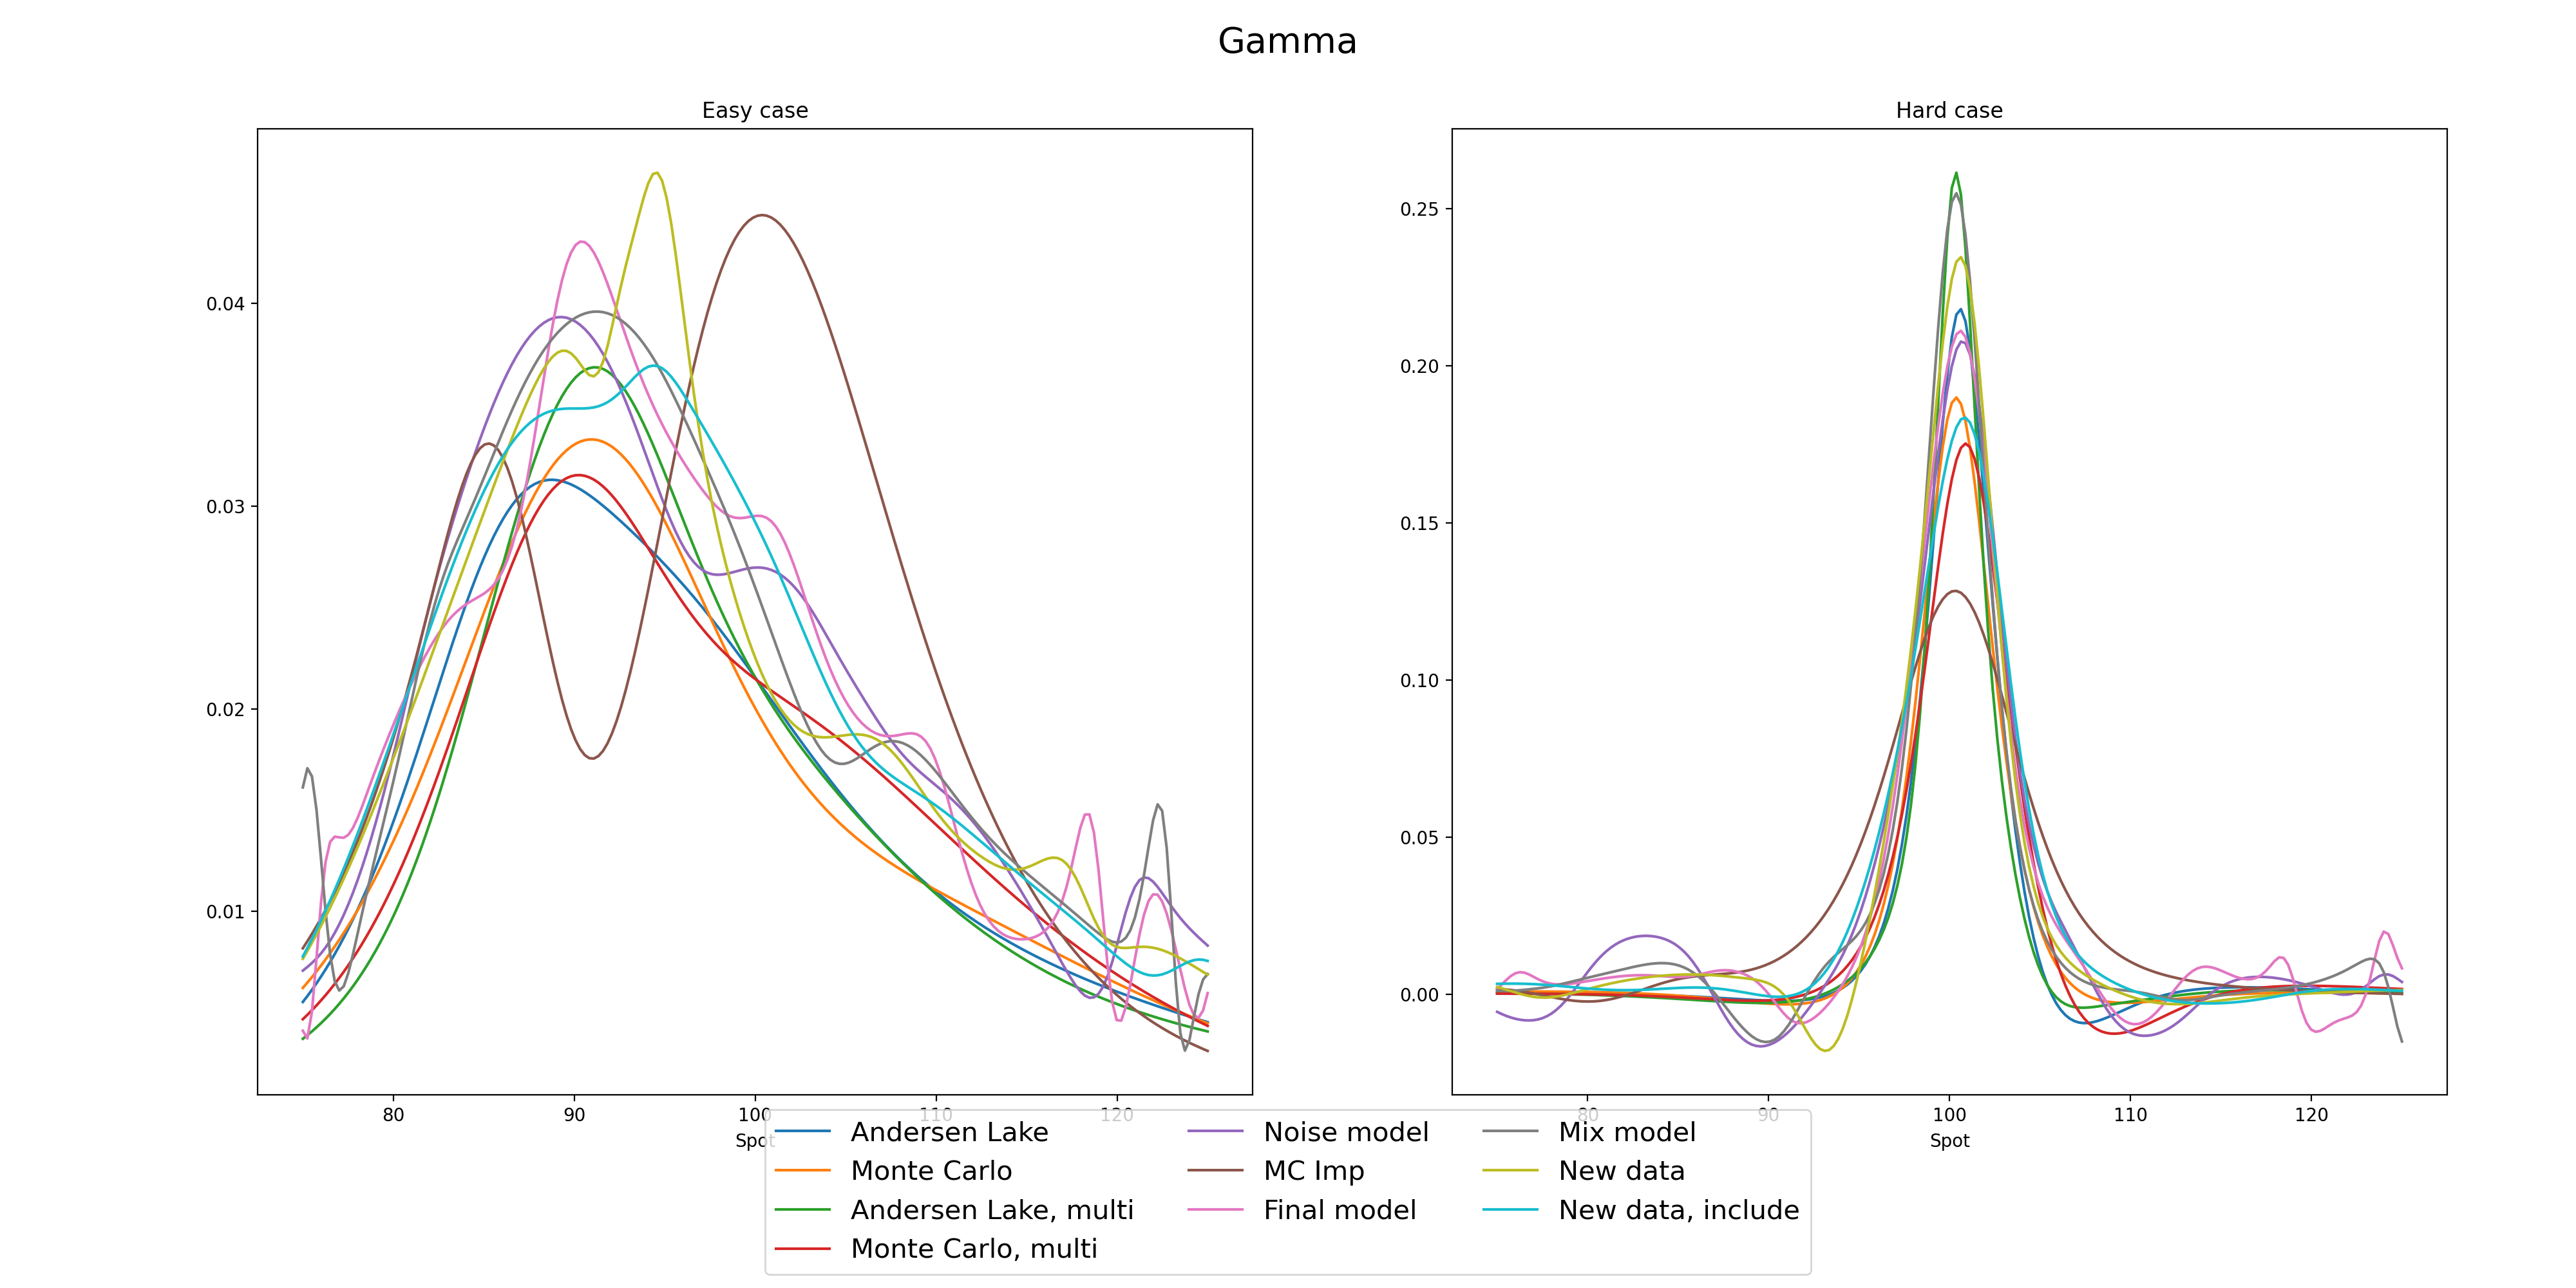 Gamma
Easy case
0.04
0.03
0.02
0.01
80 90 100 110 120
Spot
Hard case
0.25
0.20
0.15
0.10
0.05
0.00
80 90 100 110 120
Spot
Andersen Lake
Monte Carlo
Andersen Lake, multi
Monte Carlo, multi
Noise model
MC Imp
Final model
Mix model
New data
New data, include